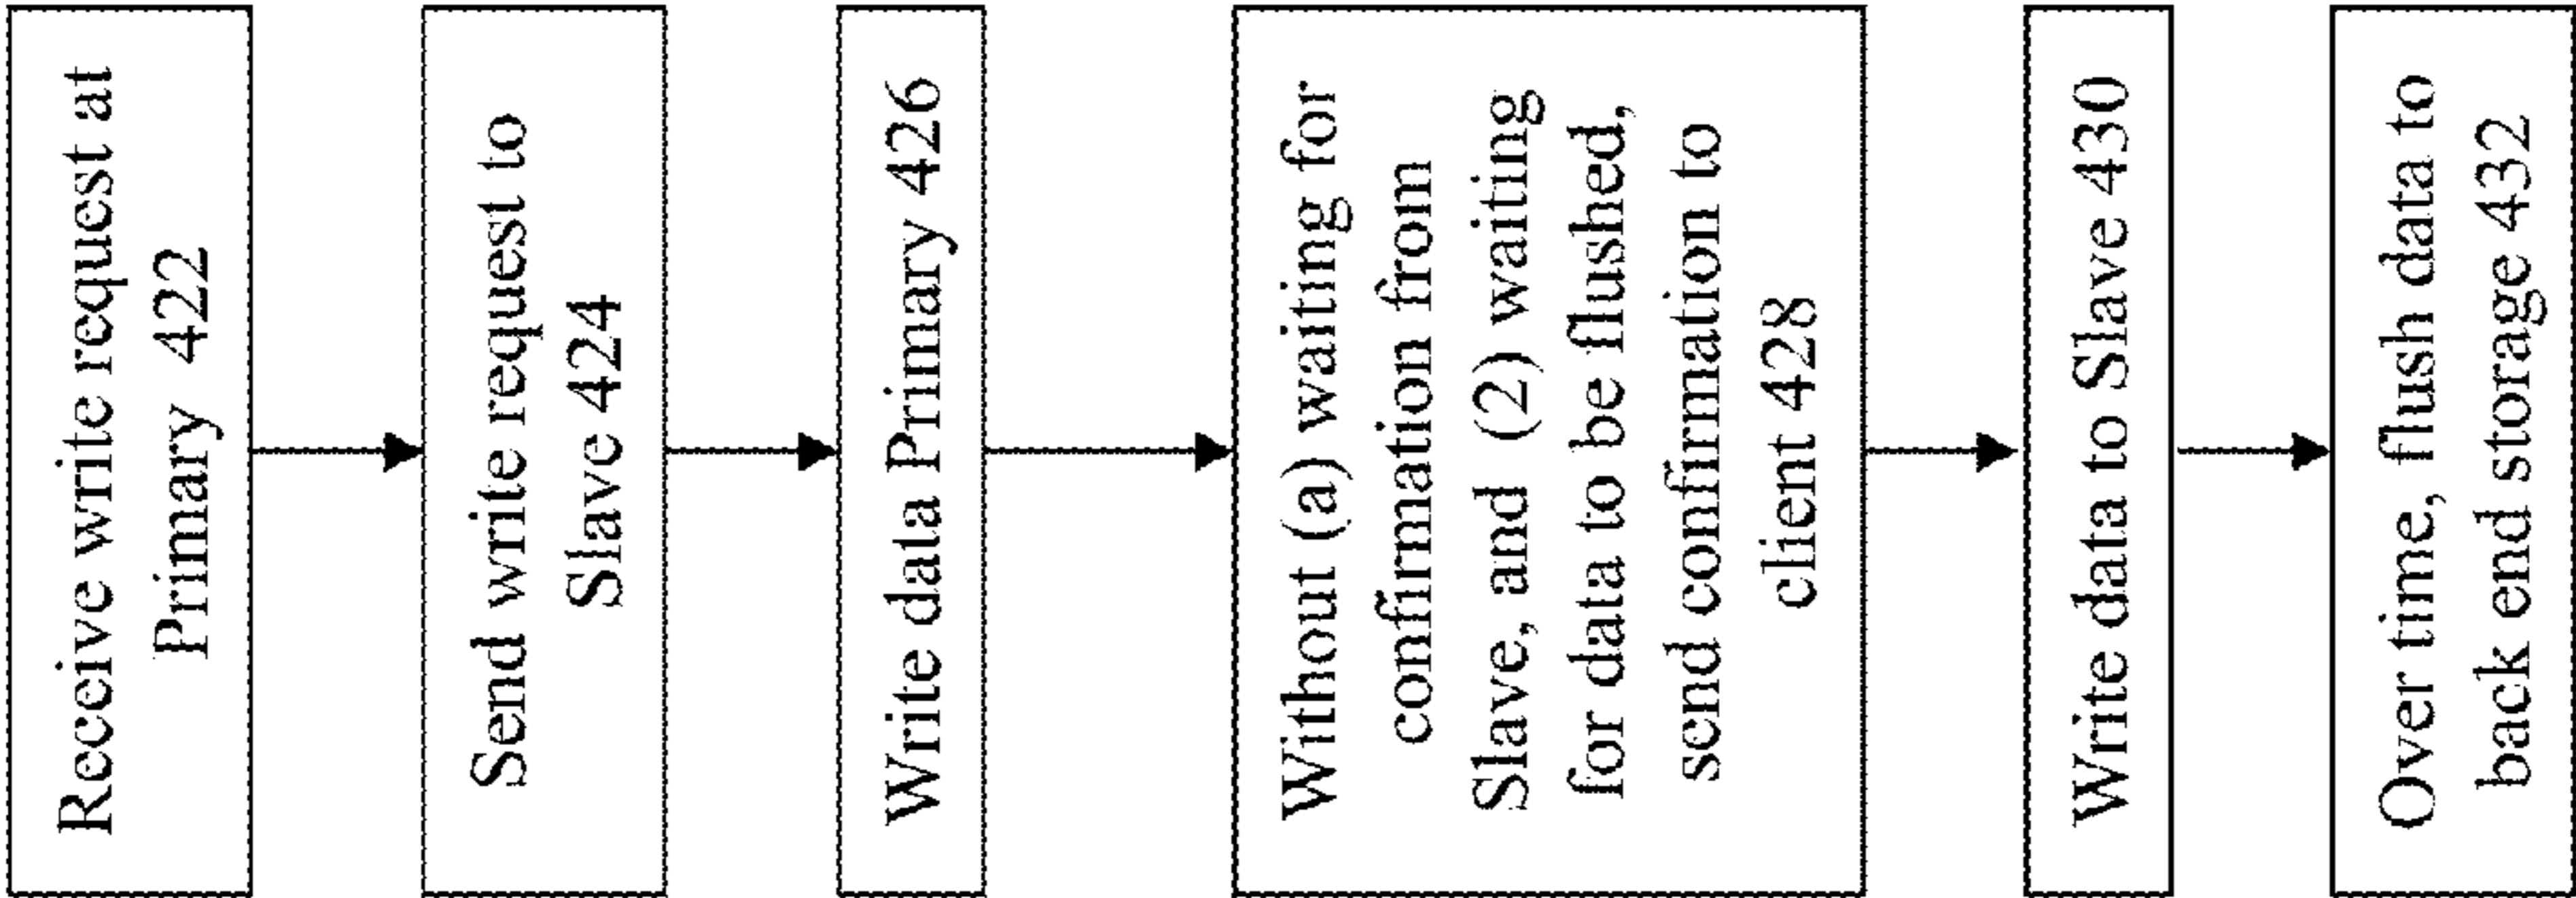 Receive write request at
Primary 422
Send write request to
Slave 424
Write data Primary 426
Without (a) waiting for
confirmation from
Slave, and (2) waiting
for data to be flushed,
send confirmation to
client 428
Write data to Slave 430
Over time, flush data to
back end storage 432